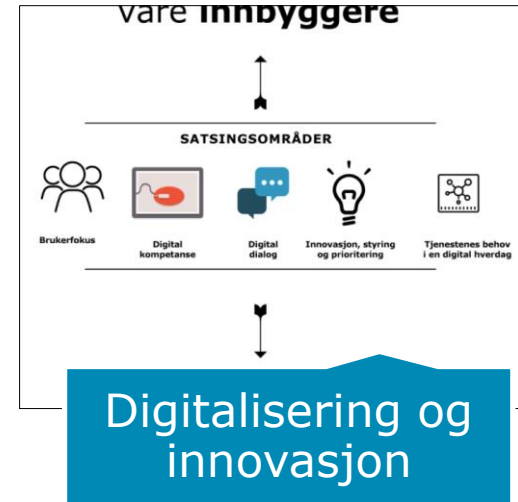 våre innbyggere
SATSINGSOMRÅDER
Brukerfokus
Digital
kompetanse
Digital
dialog
Innovasjon, styring
og prioritering
Tjenestenes behov
i en digital hverdag
Digitalisering og
innovasjon